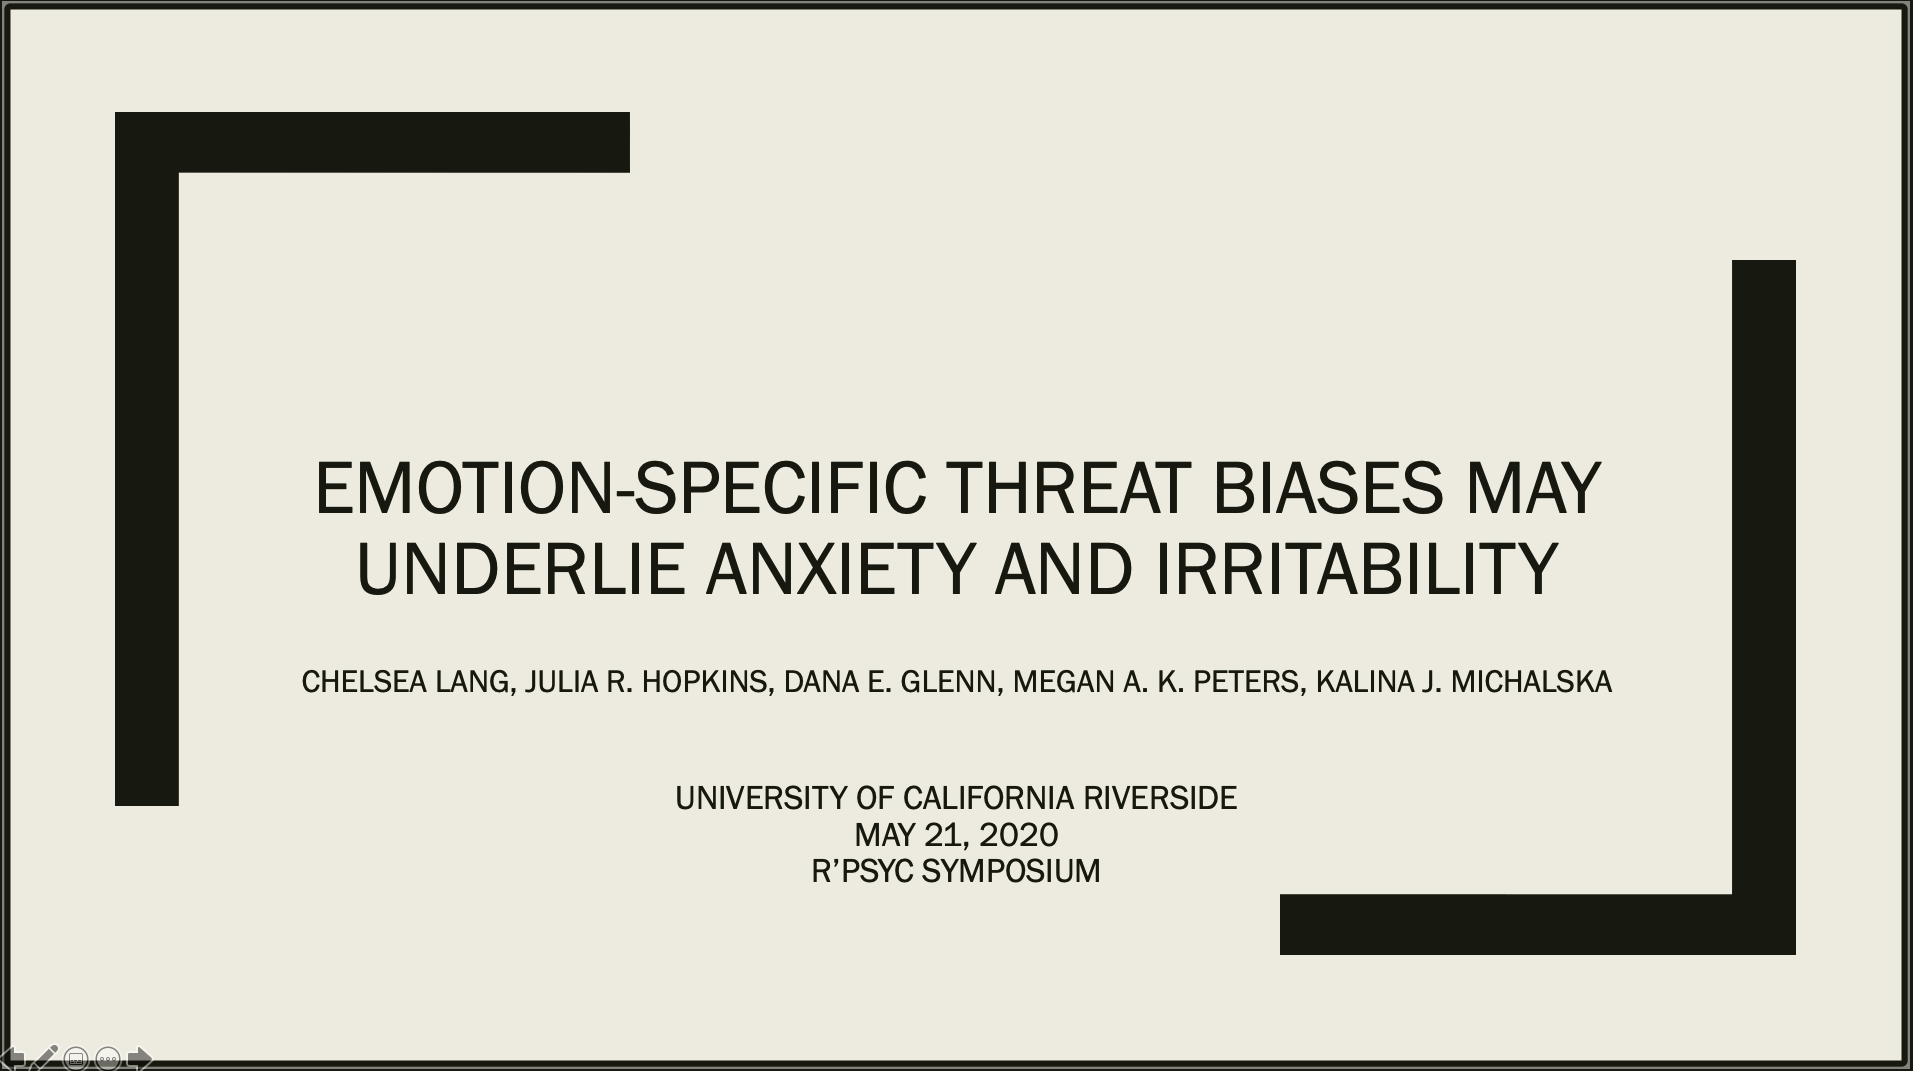 EMOTION-SPECIFIC THREAT BIASES MAY
UNDERLIE ANXIETY AND IRRITABILITY
CHELSEA LANG, JULIA R. HOPKINS, DANA E. GLENN, MEGAN A. K. PETERS, KALINA J. MICHALSKA
UNIVERSITY OF CALIFORNIA RIVERSIDE
MAY 21, 2020
R’PSYC SYMPOSIUM